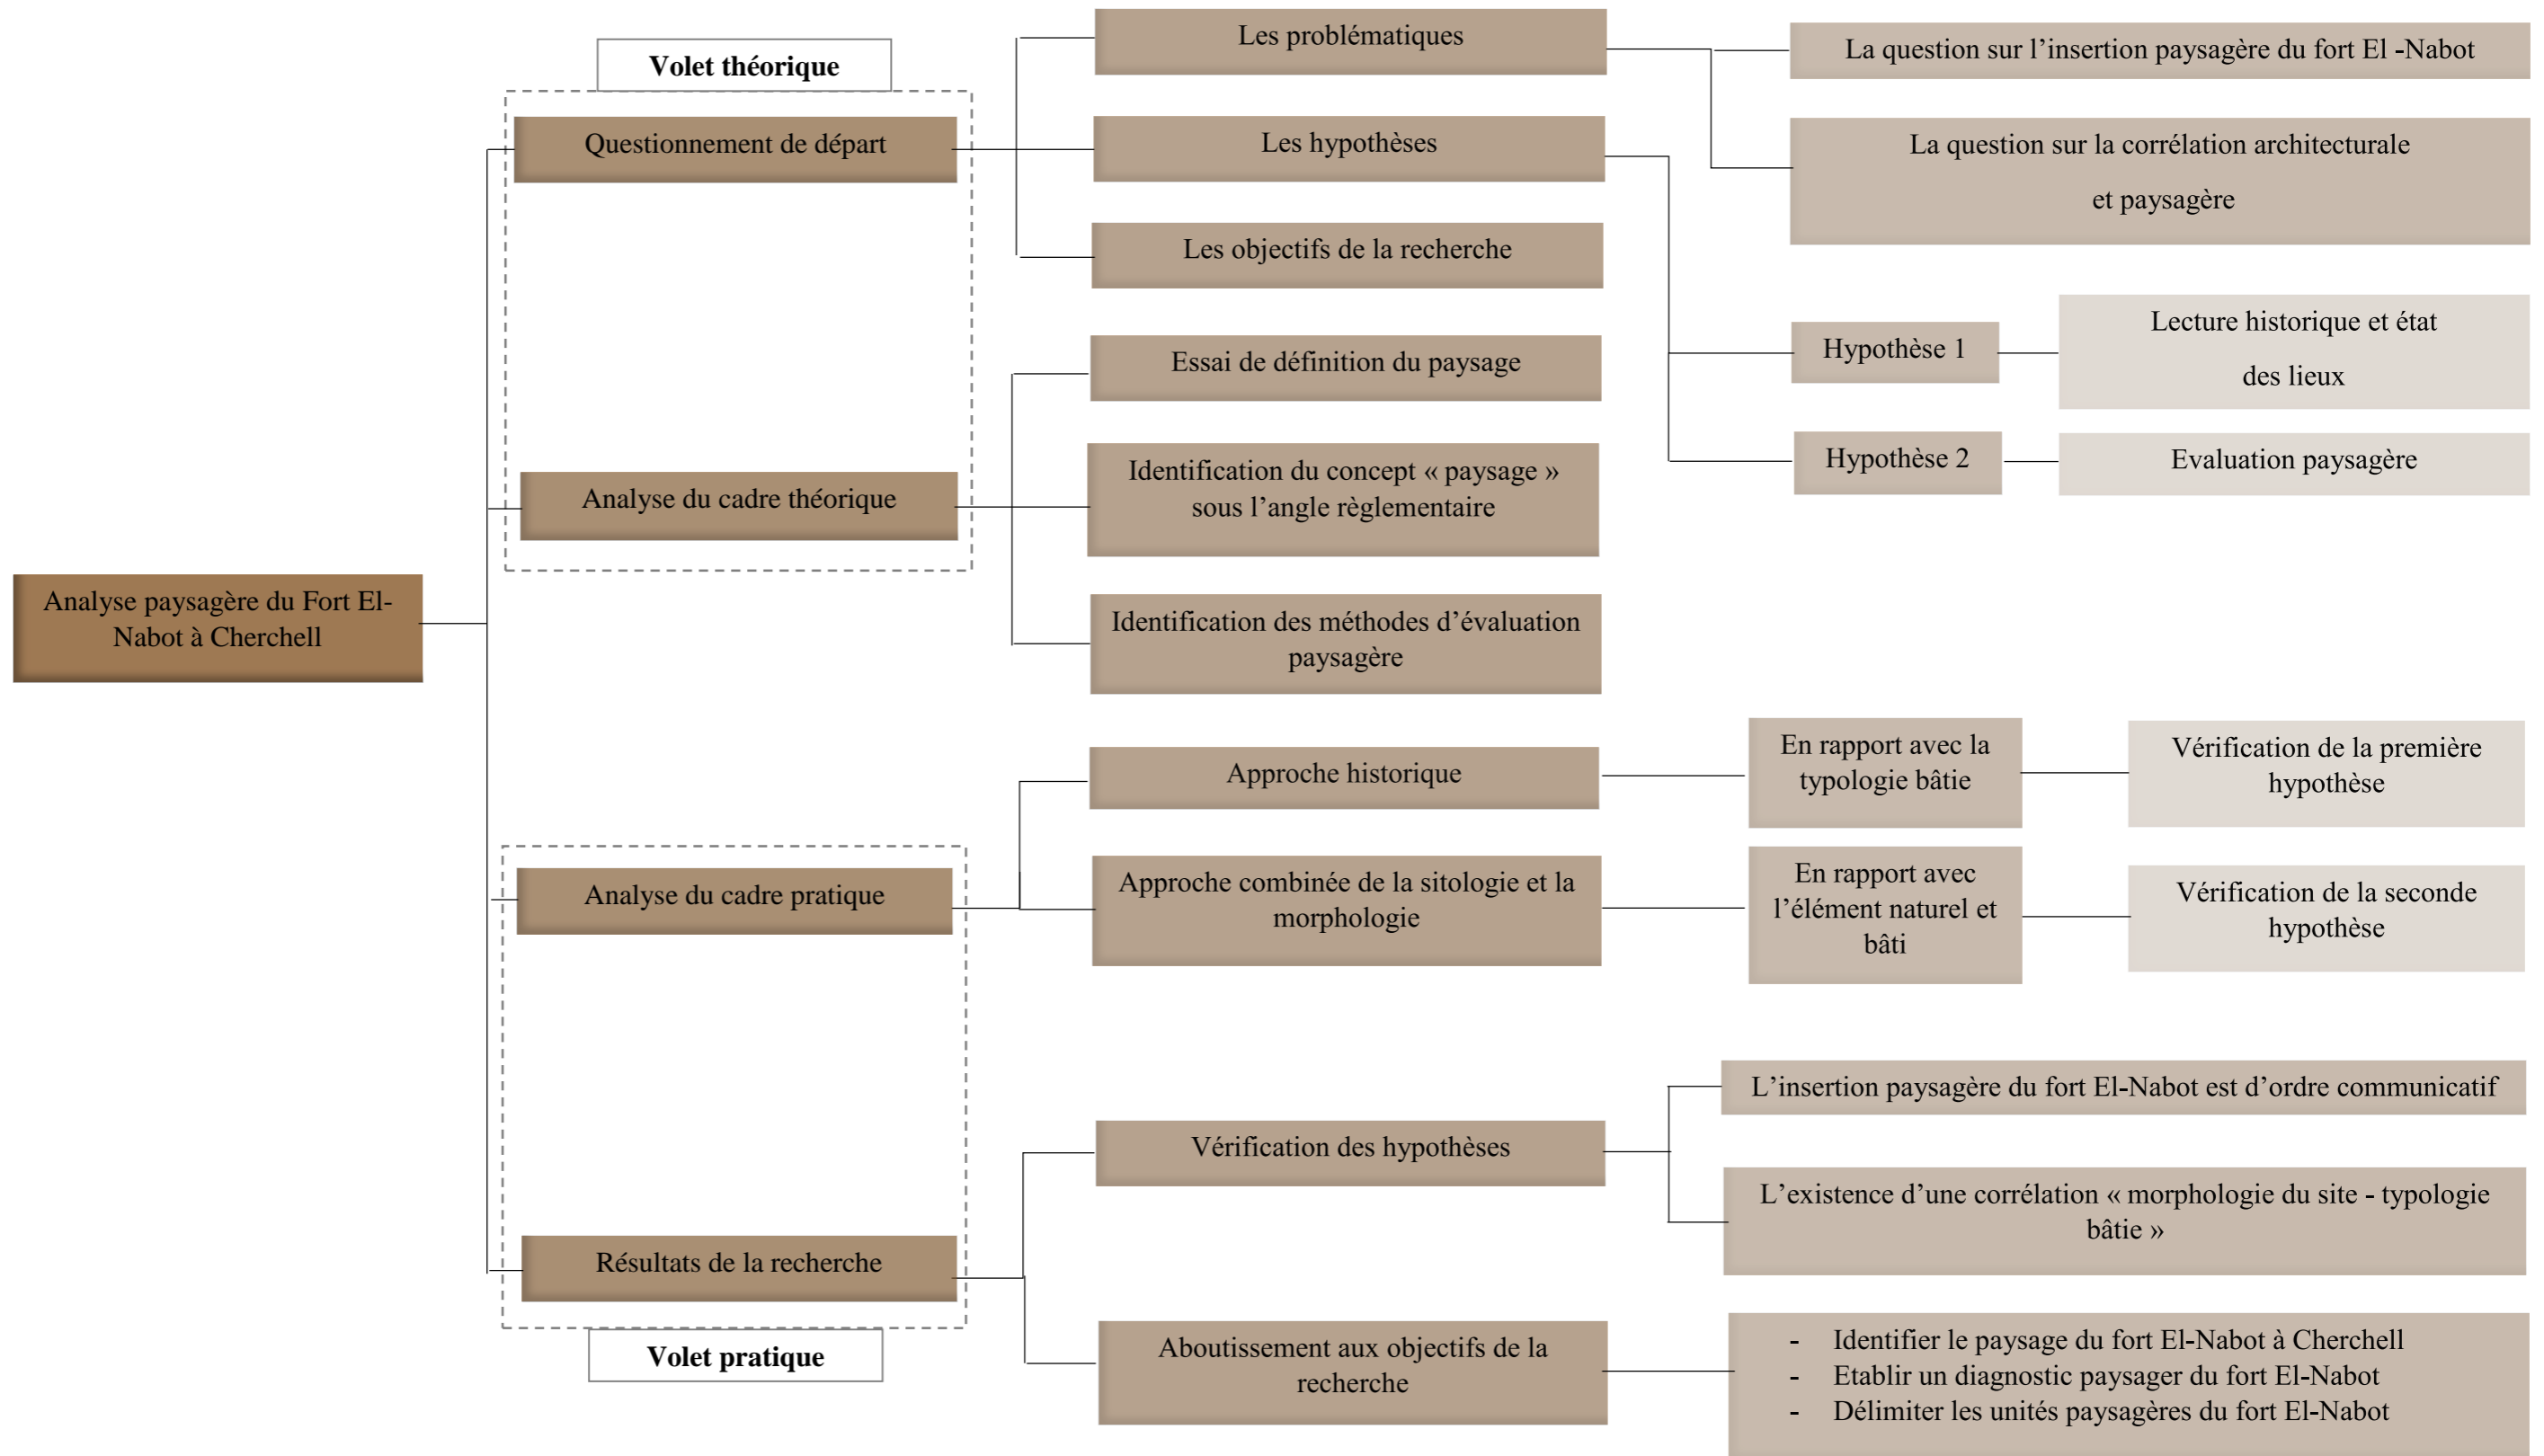 Analyse paysagère du Fort El-
Nabot à Cherchell
Volet théorique
Questionnement de départ
Les problématiques
La question sur l’insertion paysagère du fort El -Nabot
La question sur la corrélation architecturale
et paysagère
Les hypothèses
Hypothèse 1
Lecture historique et état
des lieux
Hypothèse 2
Evaluation paysagère
Les objectifs de la recherche
Analyse du cadre théorique
Essai de définition du paysage
Identification du concept « paysage »
sous l’angle règlementaire
Identification des méthodes d’évaluation
paysagère
Analyse du cadre pratique
Approche historique
En rapport avec la
typologie bâtie
Vérification de la première
hypothèse
Approche combinée de la sitologie et la
morphologie
En rapport avec
l’élément naturel et
bâti
Vérification de la seconde
hypothèse
Résultats de la recherche
Vérification des hypothèses
L’insertion paysagère du fort El-Nabot est d’ordre communicatif
L’existence d’une corrélation « morphologie du site - typologie
bâtie »
Aboutissement aux objectifs de la
recherche
- Identifier le paysage du fort El-Nabot à Cherchell
- Etablir un diagnostic paysager du fort El-Nabot
- Délimiter les unités paysagères du fort El-Nabot
Volet pratique